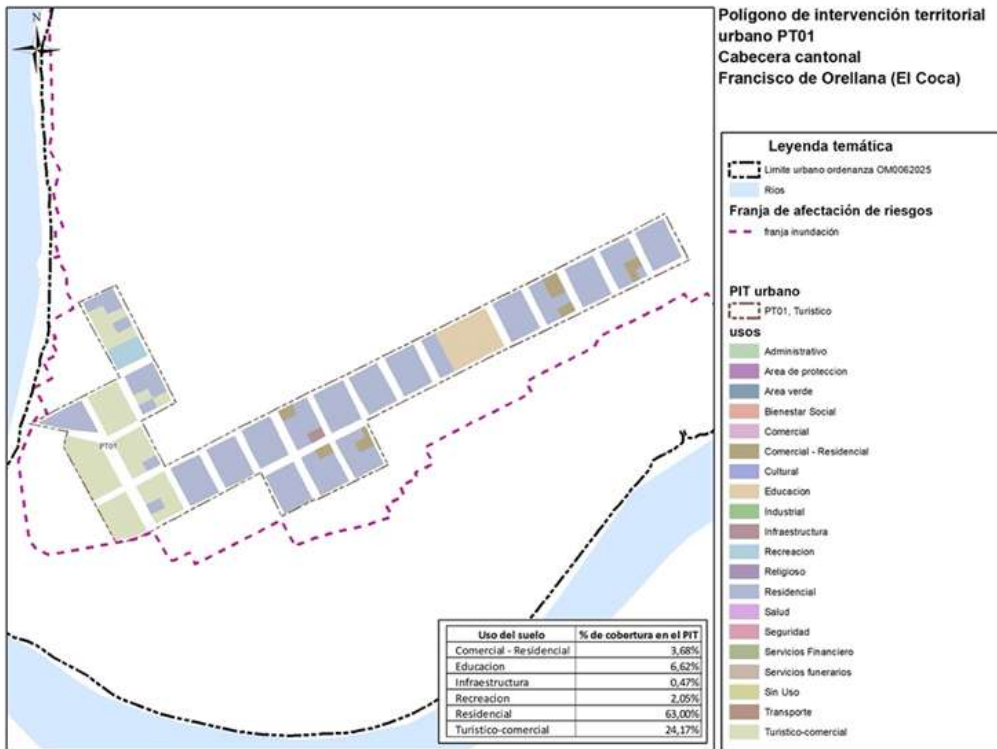 Polígono de intervención territorial
urbano PT01
Cabecera cantonal
Francisco de Orellana (El Coca)
N
PT01
Leyenda temática
Limite urbano ordenanza OM0062025
Rios
Franja de afectación de riesgos
franja inundación
PIT urbano
PT01, Turistico
usos
Administrativo
Area de proteccion
Area verde
Bienestar Social
Comercial
Comercial - Residencial
Cultural
Educacion
Industrial
Infraestructura
Recreacion
Religioso
Residencial
Salud
Seguridad
Servicios Financiero
Servicios funerarios
Sin Uso
Transporte
Turistico-comercial
Uso del suelo % de cobertura en el PIT
Comercial - Residencial 3,68%
Educacion 6,62%
Infraestructura 0,47%
Recreacion 2,05%
Residencial 63,00%
Turistico-comercial 24,17%